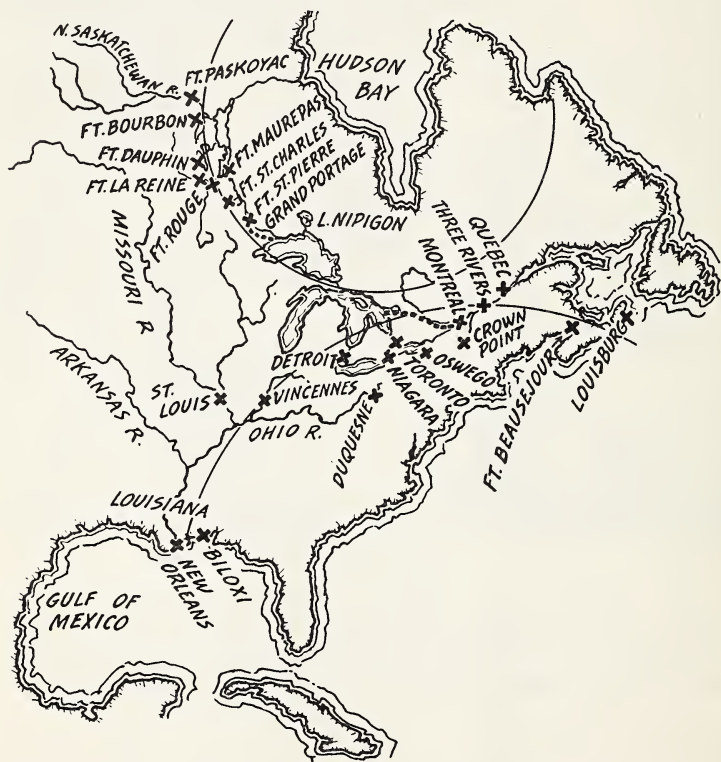 N. SASKATCHEWAN R.
FT. PASKOYAC
HUDSON
BAY
FT. BOURBON
FT. DAUPHIN
FT. LA REINE
FT. ROUGE
FT. MAUREPAS
FT. ST. CHARLES
FT. ST. PIERRE
GRAND PORTAGE
L. NIPIGON
MISSOURI R
ARKANSAS R.
ST.
LOUIS
VINCENNES
OHIO R.
DETROIT
DUQUESNE
NIAGARA
TORONTO
OSWEGO
MONTREAL
THREE RIVERS
QUEBEC
CROWN
POINT
FT. BEAUSEJOUR
LOUISBURG
LOUISIANA
NEW
ORLEANS
BILOXI
GULF OF
MEXICO